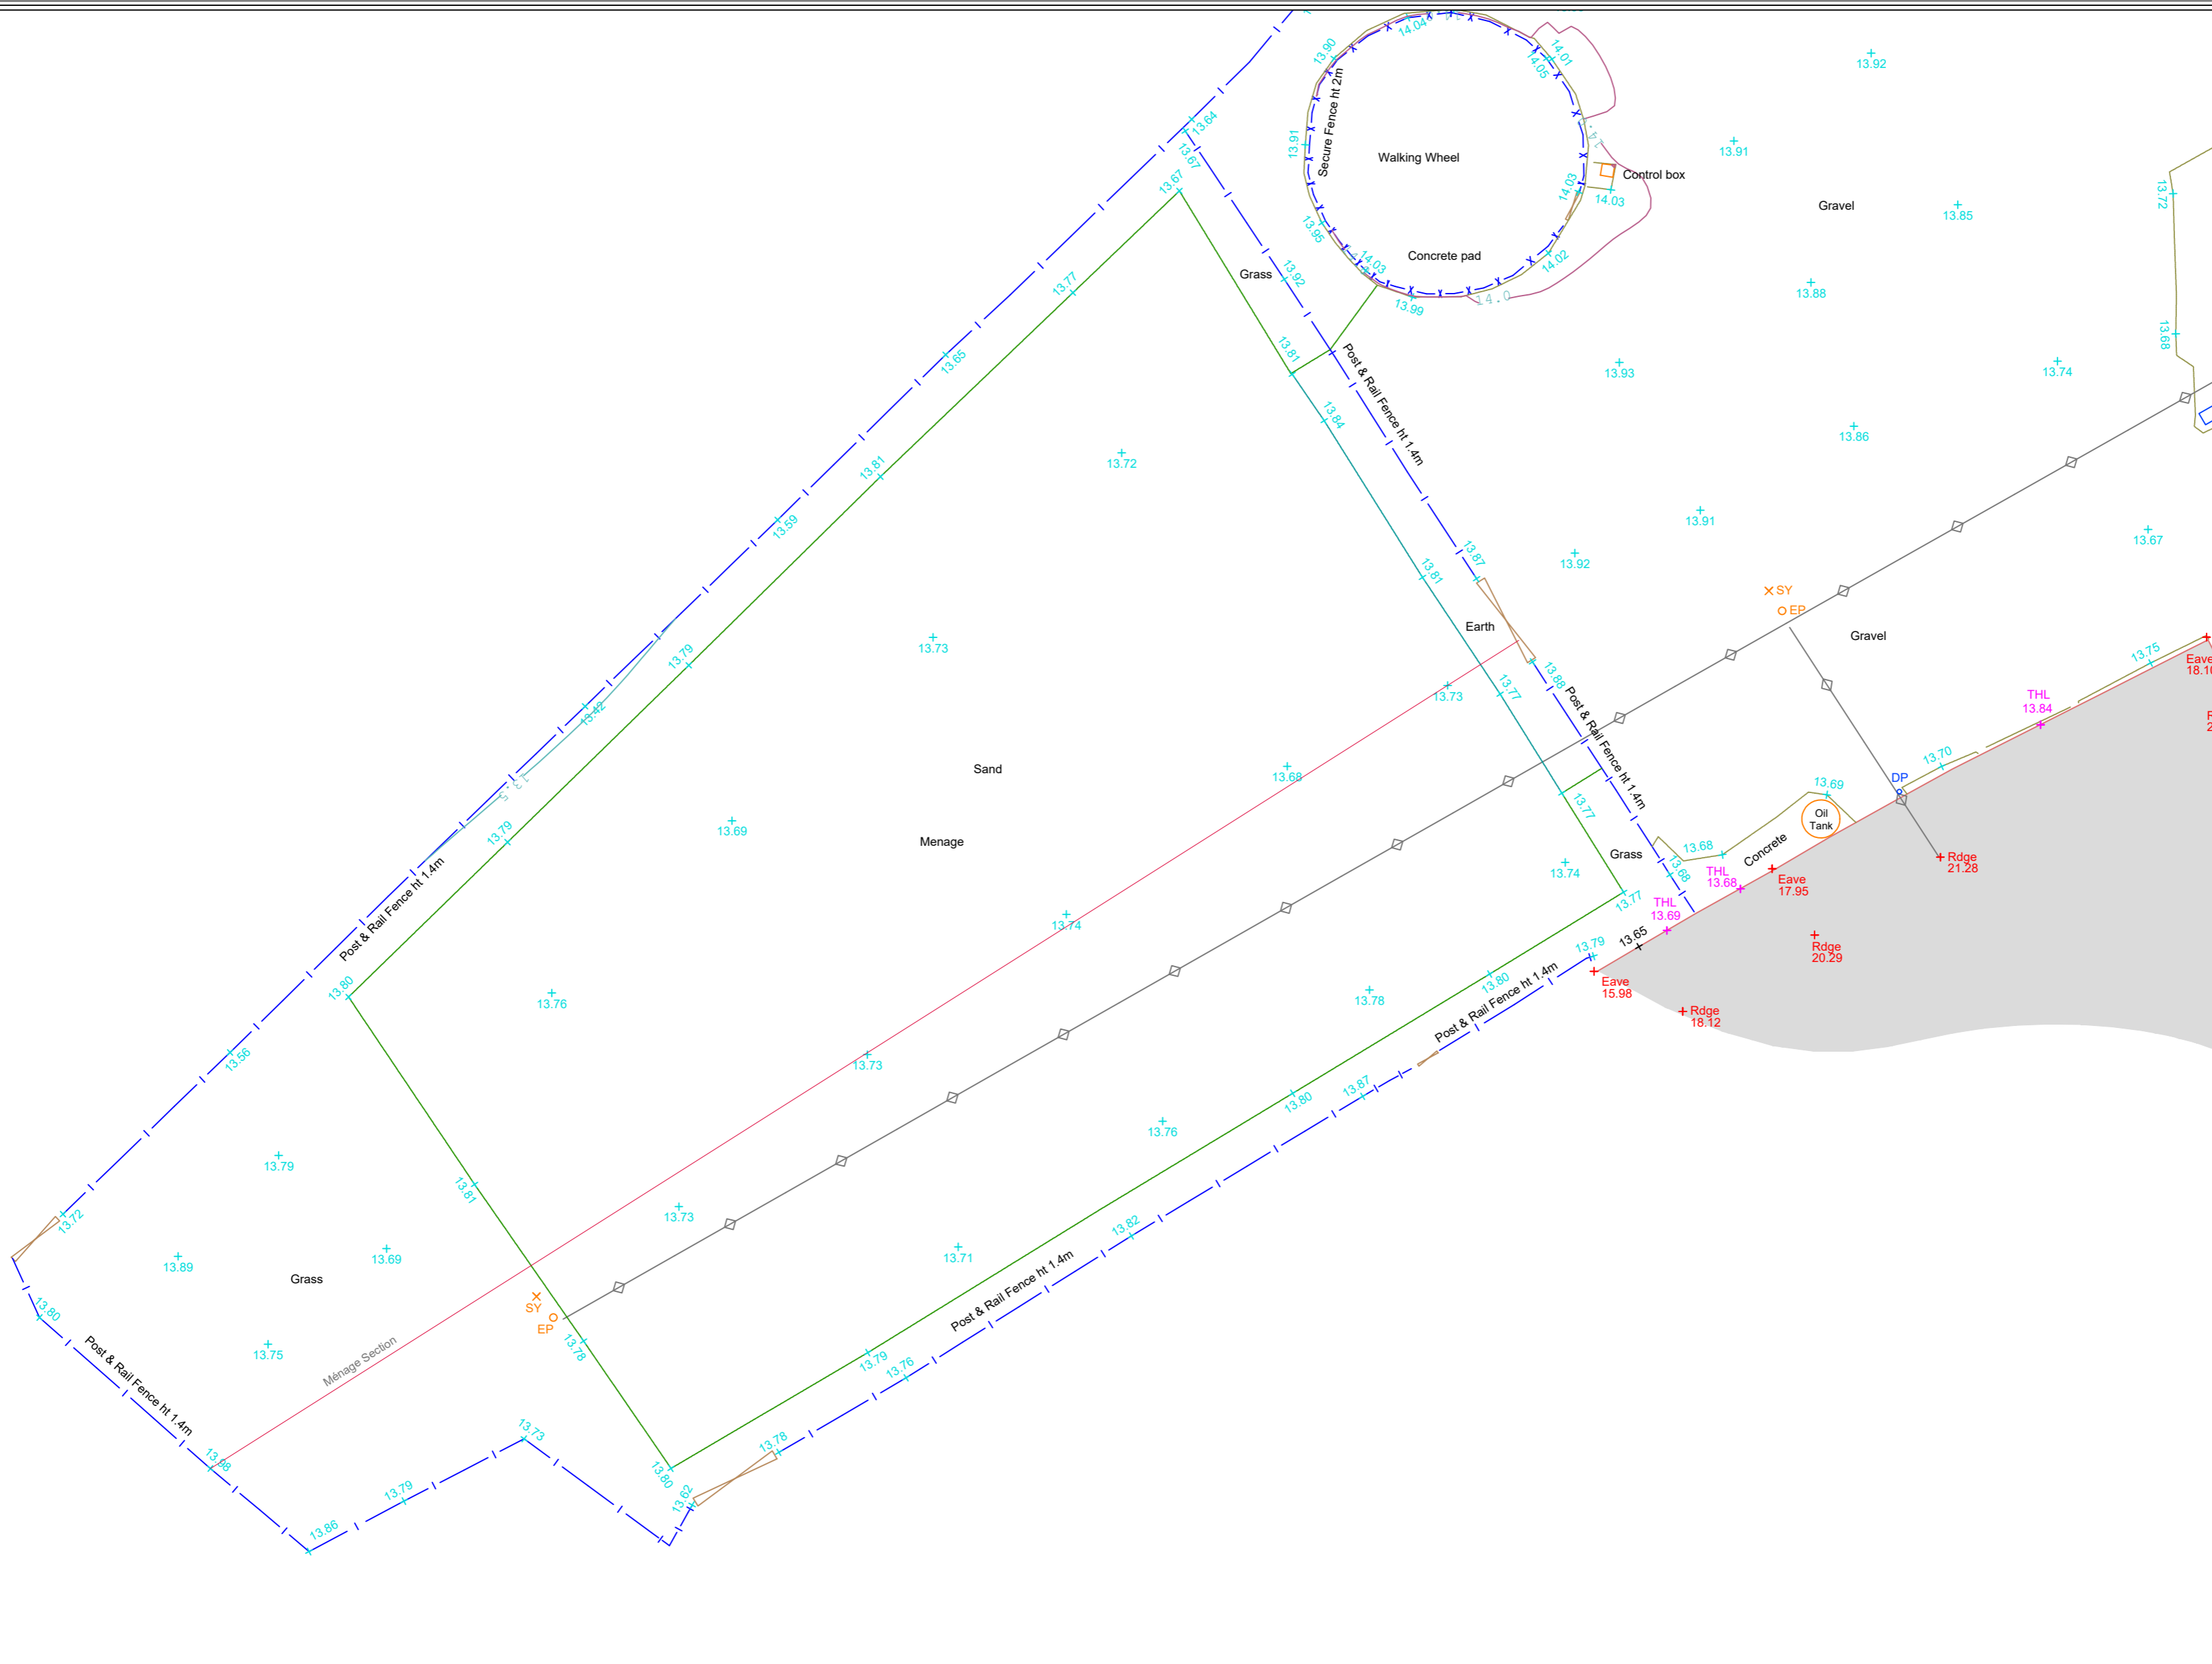 14.04
13.90
14.01
14.05
13.92
13.64
13.67
13.67
13.91
Secure Fence ht 2m
Walking Wheel
14.03
Control box
14.03
13.91
13.72
Gravel
13.85
13.95
Concrete pad
14.03
14.02
13.77
Grass
13.92
13.99
14.0
13.88
13.68
13.65
13.81
Post & Rail Fence ht 1.4m
13.93
13.74
13.84
13.86
13.72
13.81
13.59
13.87
13.81
13.92
13.91
13.67
SY
EP
Earth
Gravel
13.79
13.73
13.75
Eave
13.42
13.73
13.77
13.88
Post & Rail Fence ht 1.4m
THL
13.84
13.5
Sand
13.68
13.77
13.70
DP
13.69
Oil
Tank
13.79
13.69
Menage
Grass
13.68
Concrete
Post & Rail Fence ht 1.4m
13.74
13.68
THL
13.68
Eave
17.95
Rdge
21.28
13.77
THL
13.69
13.74
13.65
13.79
Rdge
20.29
13.80
13.76
13.78
13.80
Post & Rail Fence ht 1.4m
Eave
15.98
Rdge
18.12
13.56
13.73
13.87
13.80
13.76
13.79
13.81
13.72
13.73
13.82
13.89
13.69
Grass
13.71
Post & Rail Fence ht 1.4m
SY
EP
13.80
13.75
Post & Rail Fence ht 1.4m
Ménage Section
13.78
13.79
13.76
13.98
13.73
13.78
13.80
13.79
13.62
13.86